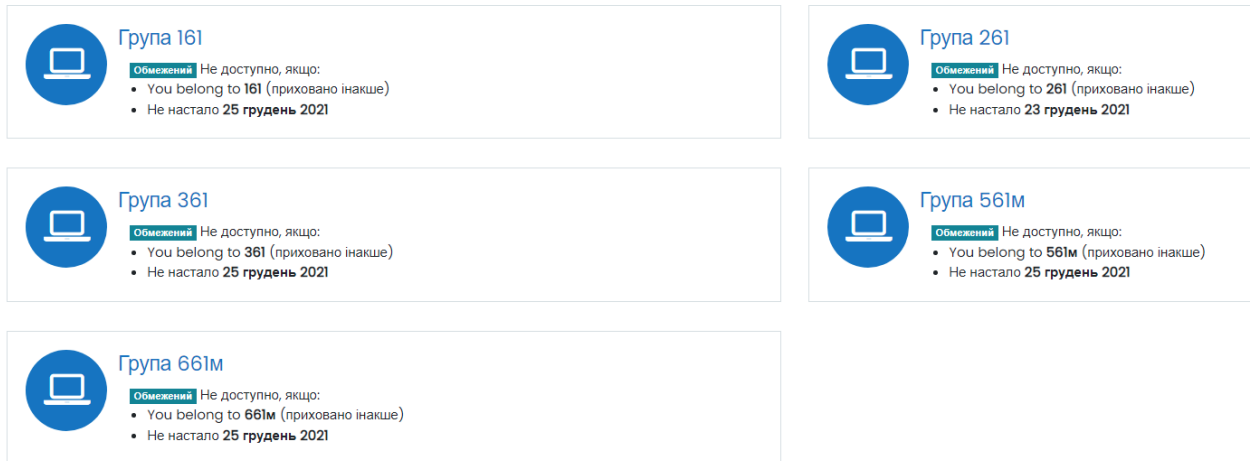 Група 161
Обмежений Не доступно, якщо:
You belong to 161 (приховано інакше)
Не настало 25 грудень 2021
Група 261
Обмежений Не доступно, якщо:
You belong to 261 (приховано інакше)
Не настало 23 грудень 2021
Група 361
Обмежений Не доступно, якщо:
You belong to 361 (приховано інакше)
Не настало 25 грудень 2021
Група 561м
Обмежений Не доступно, якщо:
You belong to 561м (приховано інакше)
Не настало 25 грудень 2021
Група 661м
Обмежений Не доступно, якщо:
You belong to 661м (приховано інакше)
Не настало 25 грудень 2021